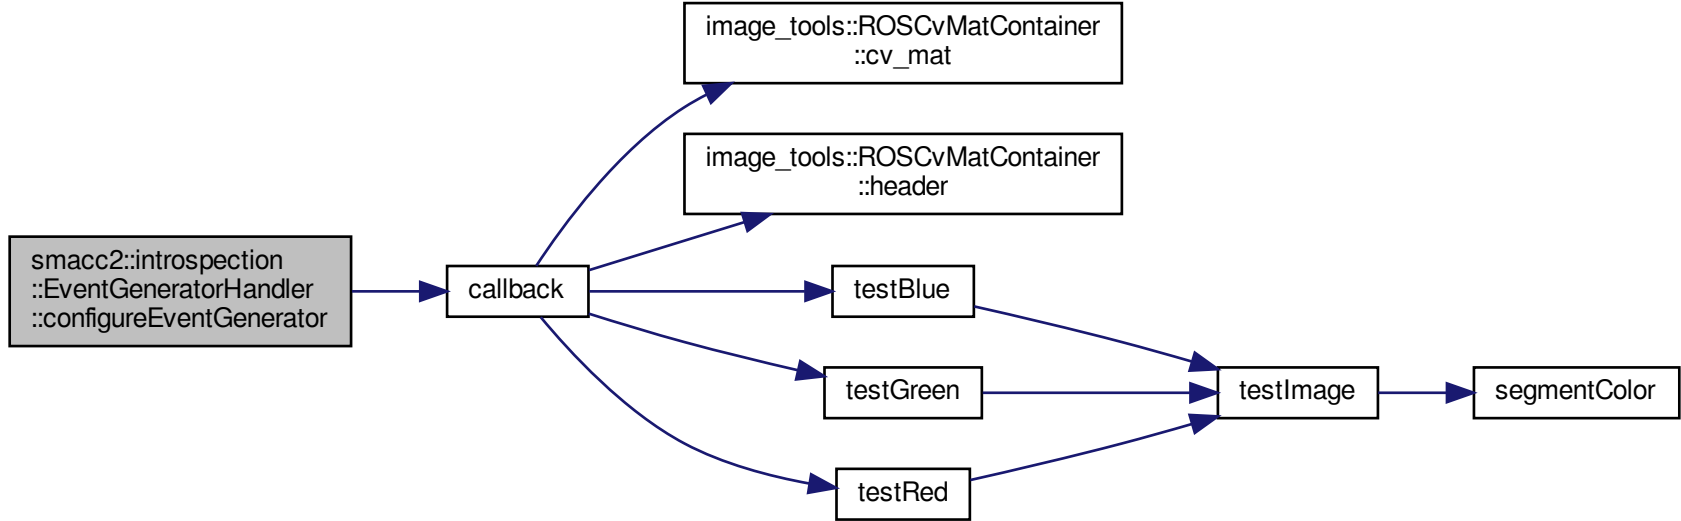 image_tools::ROSCvMatContainer
::cv_mat
image_tools::ROSCvMatContainer
::header
smacc2::introspection
::EventGeneratorHandler
::configureEventGenerator
callback
testBlue
testGreen
testImage
segmentColor
testRed